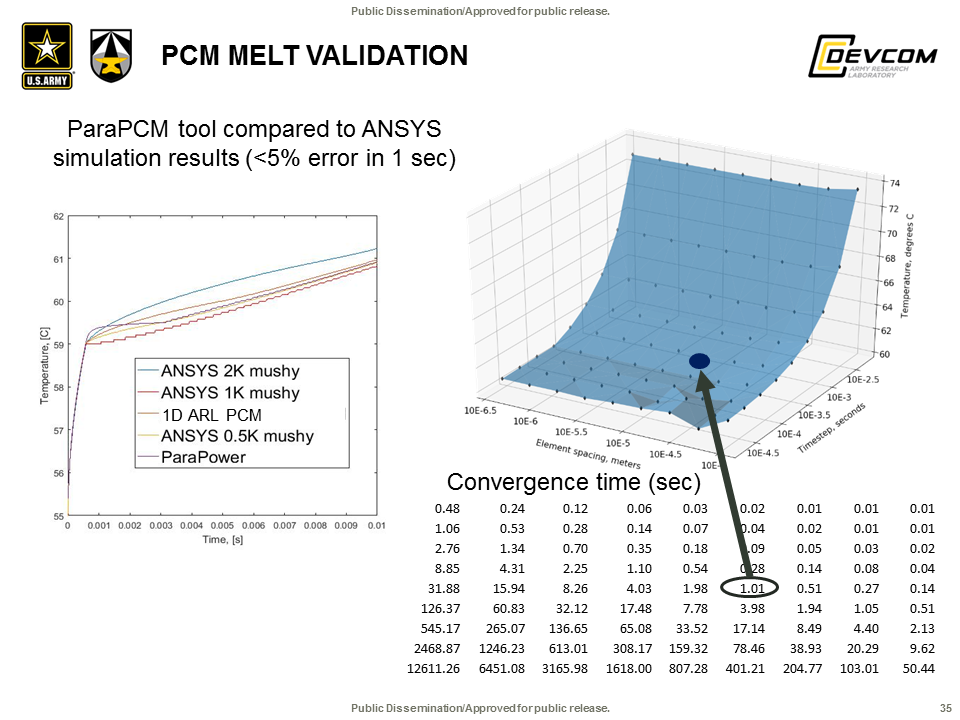 Public Dissemination/Approved for public release.
U.S.ARMY
PCM MELT VALIDATION
DEVCOM
ARMY RESEARCH
LABORATORY
ParaPCM tool compared to ANSYS
simulation results (<5% error in 1 sec)
62
61
60
59
58
57
56
55
Temperature, [C]
0 0.001 0.002 0.003 0.004 0.005 0.006 0.007 0.008 0.009 0.01
Time, [s]
ANSYS 2K mushy
ANSYS 1K mushy
1D ARL PCM
ANSYS 0.5K mushy
ParaPower
74
72
70
68
66
64
62
60
Temperature, degrees C
10E-2.5
10E-3
10E-3.5
10E-4
10E-4.5
Timestep, seconds
10E-6.5
10E-6
10E-5.5
10E-5
10E-4.5
Element spacing, meters
Convergence time (sec)
0.48 0.24 0.12 0.06 0.03 0.02 0.01 0.01 0.01
1.06 0.53 0.28 0.14 0.07 0.04 0.02 0.01 0.01
2.76 1.34 0.70 0.35 0.18 .09 0.05 0.03 0.02
8.85 4.31 2.25 1.10 0.54 0.28 0.14 0.08 0.04
31.88 15.94 8.26 4.03 1.98 1.01 0.51 0.27 0.14
126.37 60.83 32.12 17.48 7.78 3.98 1.94 1.05 0.51
545.17 265.07 136.65 65.08 33.52 17.14 8.49 4.40 2.13
2468.87 1246.23 613.01 308.17 159.32 78.46 38.93 20.29 9.62
12611.26 6451.08 3165.98 1618.00 807.28 401.21 204.77 103.01 50.44
Public Dissemination/Approved for public release.
35